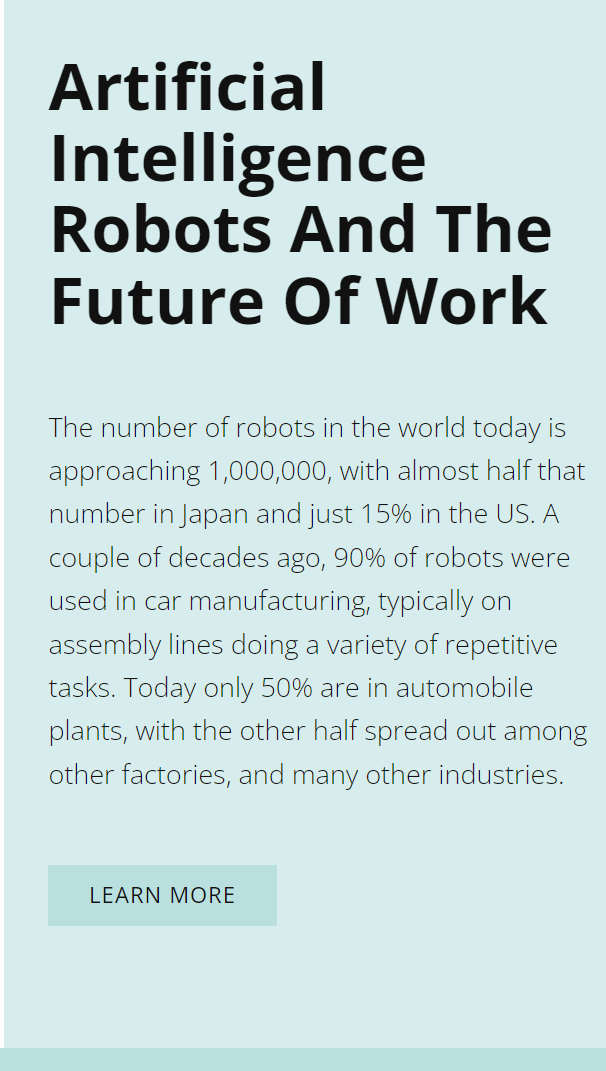 Artificial
Intelligence
Robots And The
Future Of Work
The number of robots in the world today is
approaching 1,000,000, with almost half that
number in Japan and just 15% in the US. A
couple of decades ago, 90% of robots were
used in car manufacturing, typically on
assembly lines doing a variety of repetitive
tasks. Today only 50% are in automobile
plants, with the other half spread out among
other factories, and many other industries.
LEARN MORE